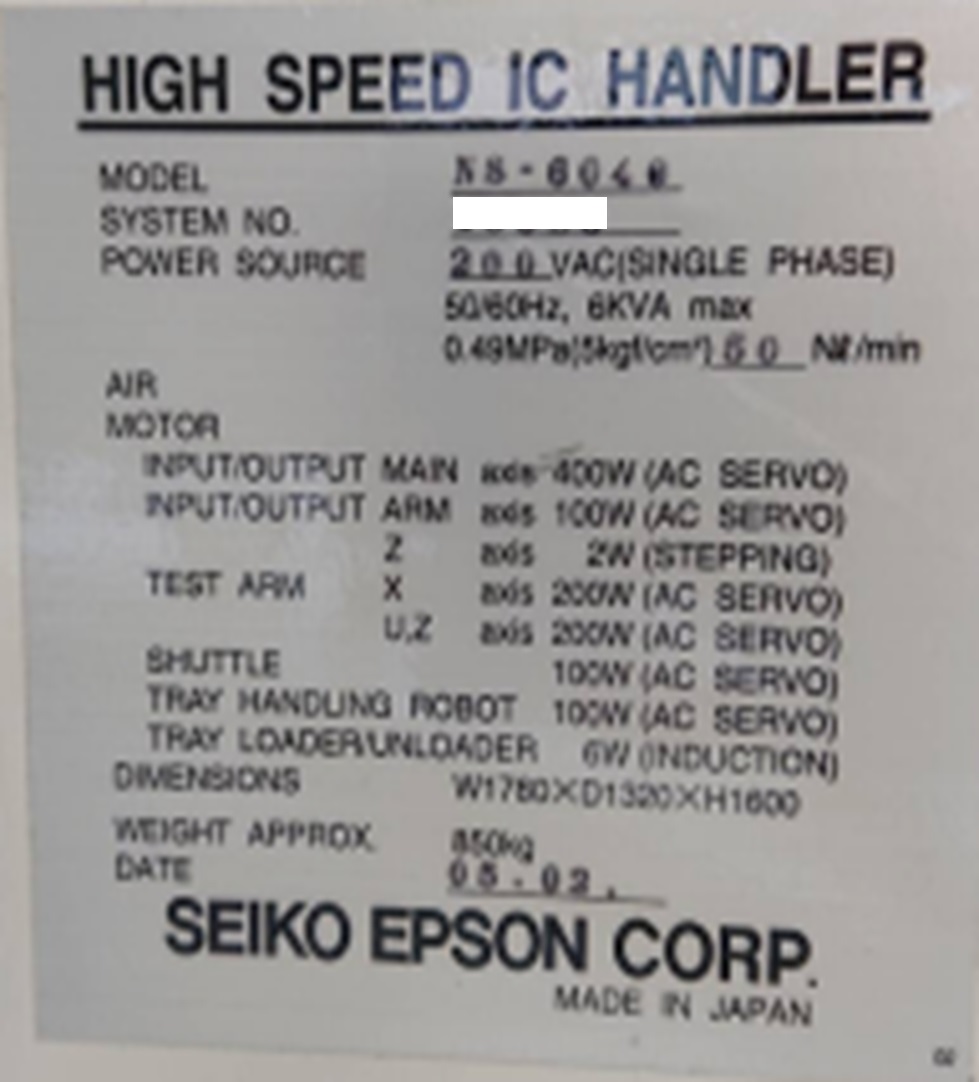 HIGH SPEED IC HANDLER
MODEL NS-6040
SYSTEM NO.
POWER SOURCE 200 VAC(SINGLE PHASE)
50/60Hz, 6KVA max
0.49MPa(5kgf/cm²) 50 Nℓ/min
AIR
MOTOR
INPUT/OUTPUT MAIN axis 400W (AC SERVO)
INPUT/OUTPUT ARM axis 100W (AC SERVO)
Z axis 2W (STEPPING)
TEST ARM X axis 200W (AC SERVO)
U,Z axis 200W (AC SERVO)
SHUTTLE 100W (AC SERVO)
TRAY HANDLING ROBOT 100W (AC SERVO)
TRAY LOADER/UNLOADER 6W (INDUCTION)
DIMENSIONS W1780×D1320×H1600
WEIGHT APPROX. 850kg
DATE 05.02.
SEIKO EPSON CORP.
MADE IN JAPAN